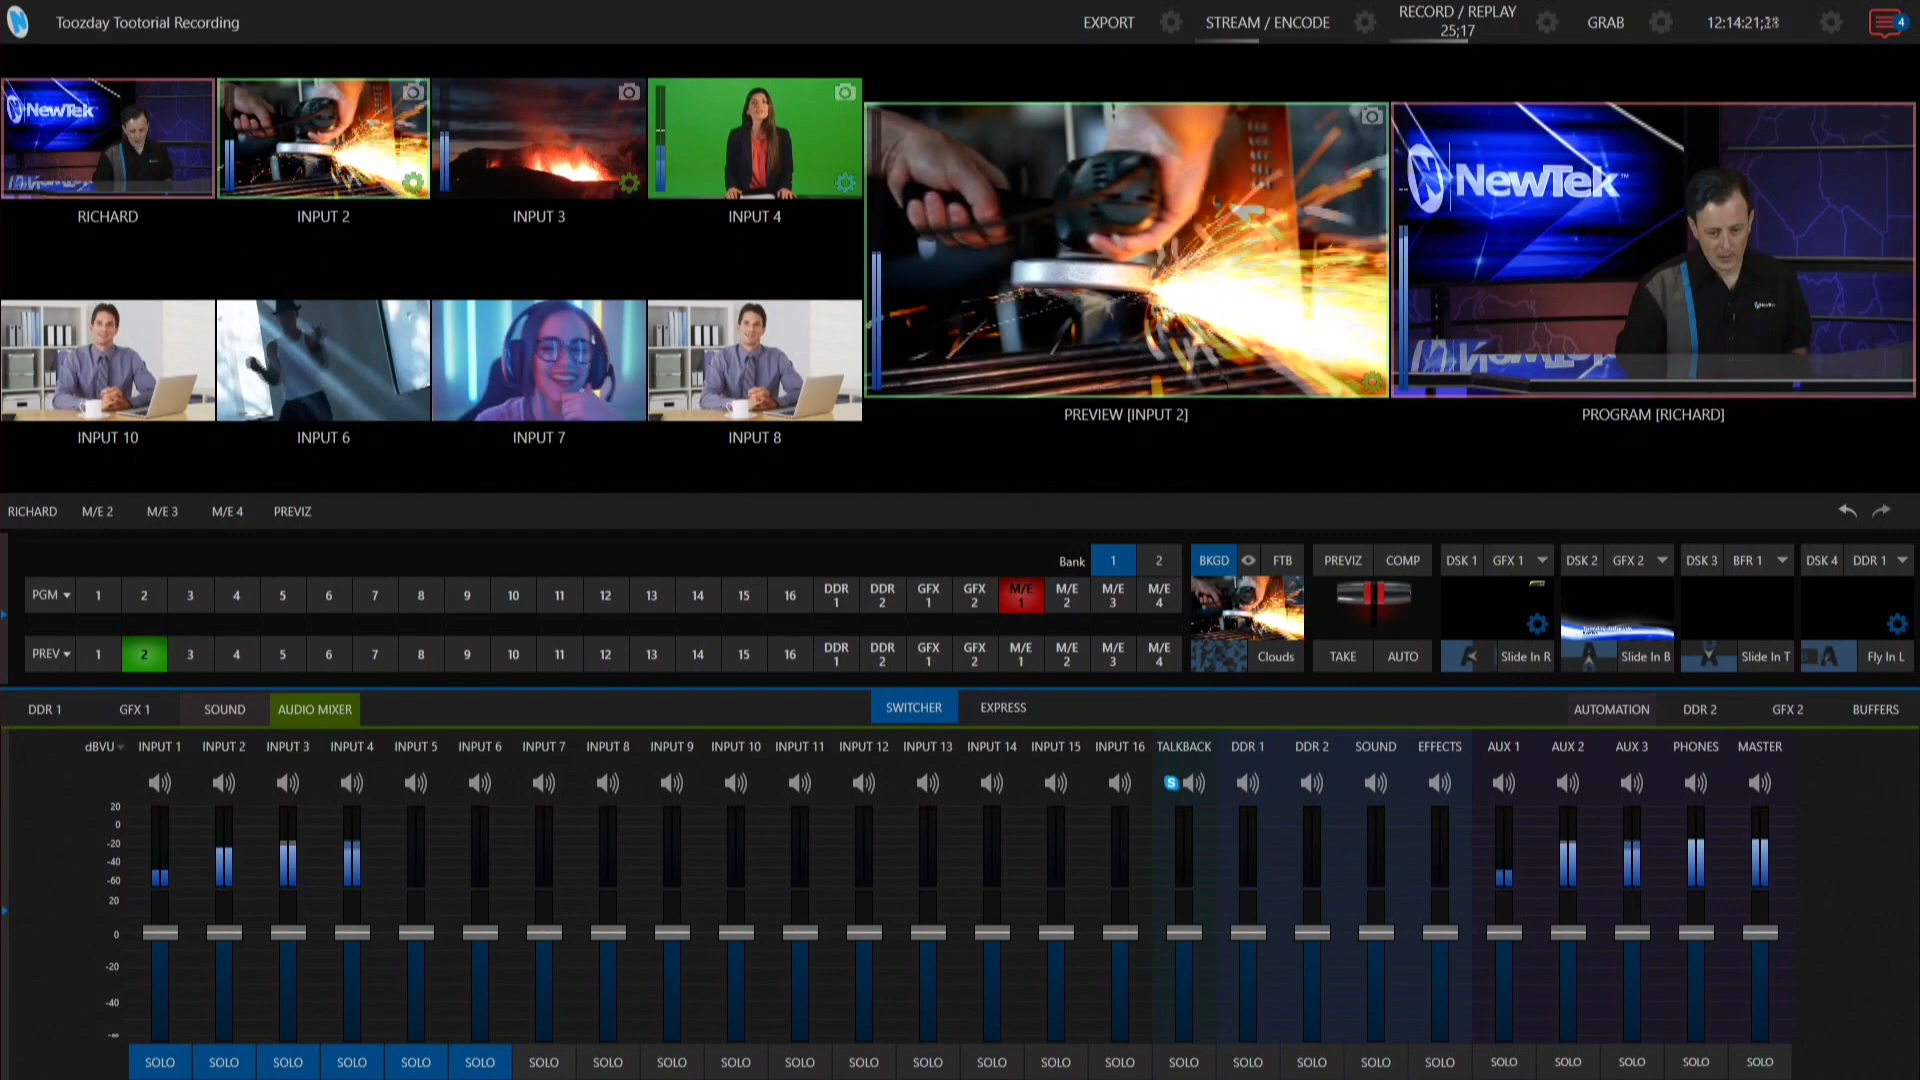 Toozday Tootorial Recording
EXPORT
STREAM / ENCODE
RECORD / REPLAY
25;17
GRAB
12:14:21;
4
NewTek
RICHARD
INPUT 2
INPUT 3
INPUT 4
INPUT 10
INPUT 6
INPUT 7
INPUT 8
PREVIEW [INPUT 2]
NewTek™
NewTek
PROGRAM [RICHARD]
RICHARD M/E 2 M/E 3 M/E 4 PREVIZ
Bank 1 2
BKGD FTB
PREVIZ COMP
DSK 1 GFX 1
DSK 2 GFX 2
DSK 3 BFR 1
DSK 4 DDR 1
PGM 1 2 3 4 5 6 7 8 9 10 11 12 13 14 15 16 DDR 1 DDR 2 GFX 1 GFX 2 M/E 1 M/E 2 M/E 3 M/E 4
PREV 1 2 3 4 5 6 7 8 9 10 11 12 13 14 15 16 DDR 1 DDR 2 GFX 1 GFX 2 M/E 1 M/E 2 M/E 3 M/E 4
Clouds
TAKE AUTO
Slide In R
Slide In B
Slide In T
Fly In L
DDR 1 GFX 1 SOUND AUDIO MIXER
SWITCHER EXPRESS
AUTOMATION DDR 2 GFX 2 BUFFERS
dBVU INPUT 1 INPUT 2 INPUT 3 INPUT 4 INPUT 5 INPUT 6 INPUT 7 INPUT 8 INPUT 9 INPUT 10 INPUT 11 INPUT 12 INPUT 13 INPUT 14 INPUT 15 INPUT 16 TALKBACK DDR 1 DDR 2 SOUND EFFECTS AUX 1 AUX 2 AUX 3 PHONES MASTER
S
20
0
-20
-40
-60
20
0
-20
-40
-∞
SOLO SOLO SOLO SOLO SOLO SOLO SOLO SOLO SOLO SOLO SOLO SOLO SOLO SOLO SOLO SOLO SOLO SOLO SOLO SOLO SOLO SOLO SOLO SOLO SOLO SOLO